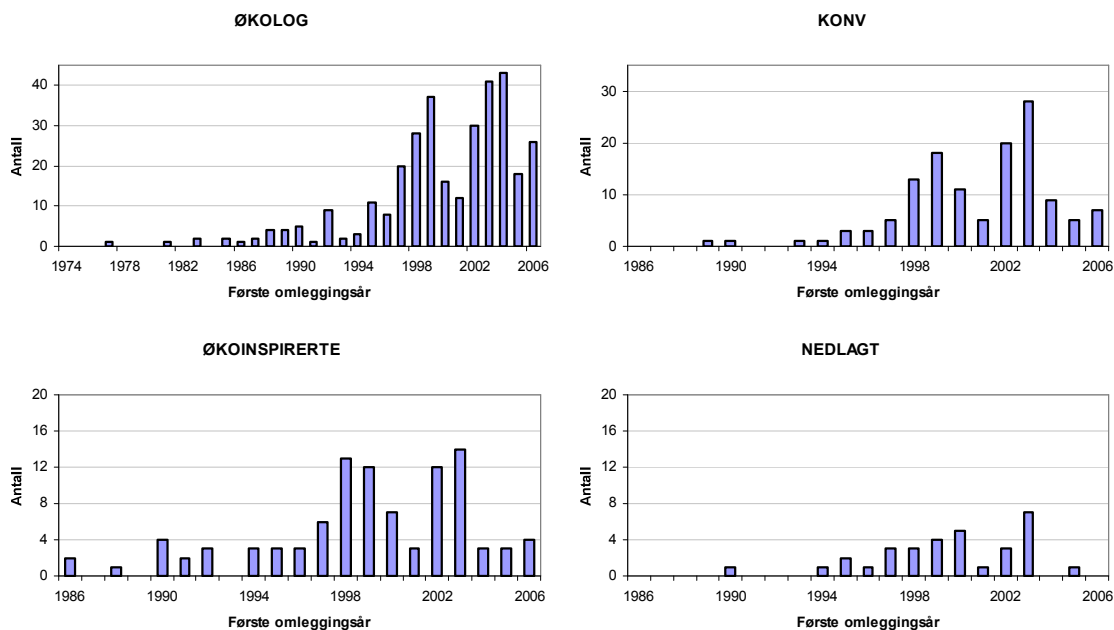 ØKOLOG
Antall
40
30
20
10
0
1974 1978 1982 1986 1990 1994 1998 2002 2006
Første omleggingsår
KONV
Antall
30
20
10
0
1986 1990 1994 1998 2002 2006
Første omleggingsår
ØKOINSPIRERTE
Antall
20
16
12
8
4
0
1986 1990 1994 1998 2002 2006
Første omleggingsår
NEDLAGT
Antall
20
16
12
8
4
0
1986 1990 1994 1998 2002 2006
Første omleggingsår